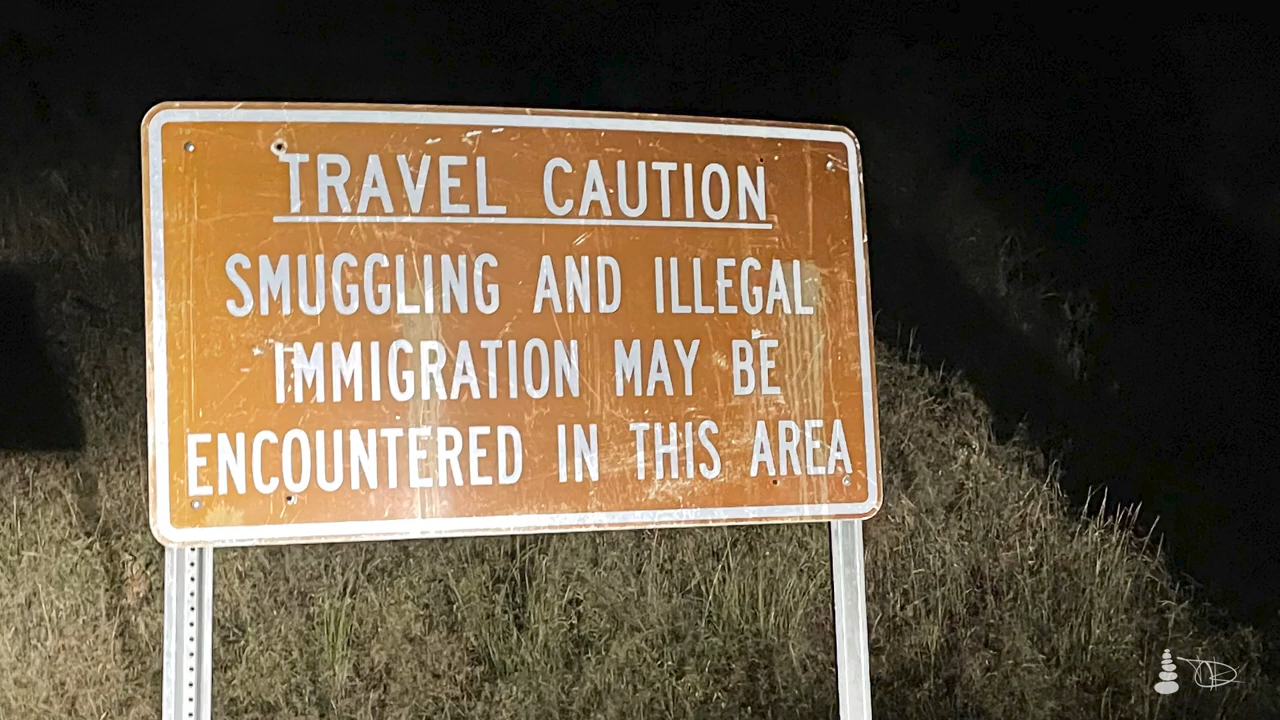 TRAVEL CAUTION
SMUGGLING AND ILLEGAL
IMMIGRATION MAY BE
ENCOUNTERED IN THIS AREA